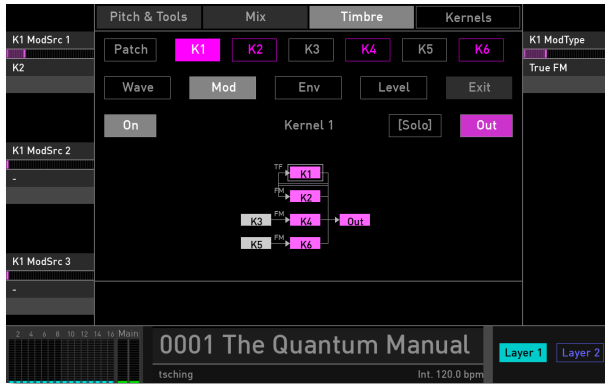 Pitch & Tools Mix Timbre Kernels
K1 ModSrc 1
K2
Patch K1 K2 K3 K4 K5 K6
K1 ModType
True FM
Wave Mod Env Level Exit
On Kernel 1 [Solo] Out
K1 ModSrc 2
-
TF K1
FM K2
K3 FM K4 Out
K5 FM K6
K1 ModSrc 3
-
2 4 6 8 10 12 14 16 Main
0001 The Quantum Manual
tsching Int. 120.0 bpm
Layer 1 Layer 2